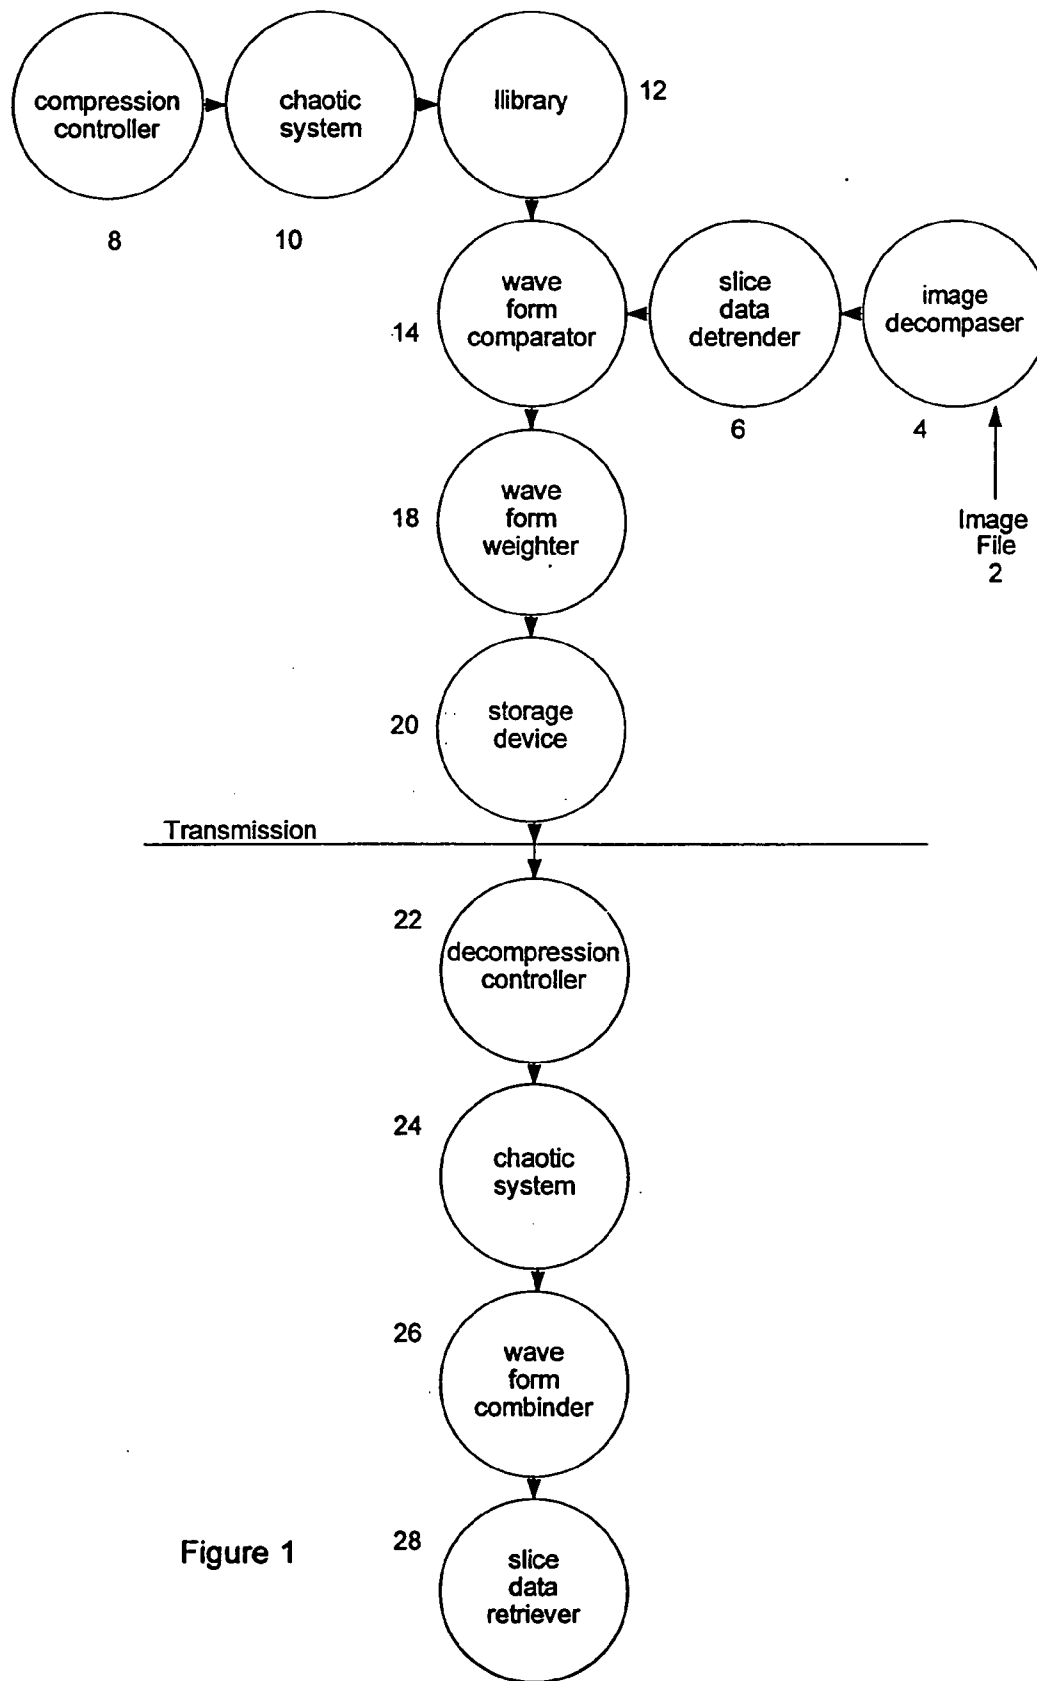 compression
controller
8
chaotic
system
10
llibrary
12
wave
form
comparator
14
slice
data
detrender
6
image
decompaser
4
Image
File
2
wave
form
weighter
18
storage
device
20
Transmission
22
decompression
controller
24
chaotic
system
26
wave
form
combinder
28
slice
data
retriever
Figure 1